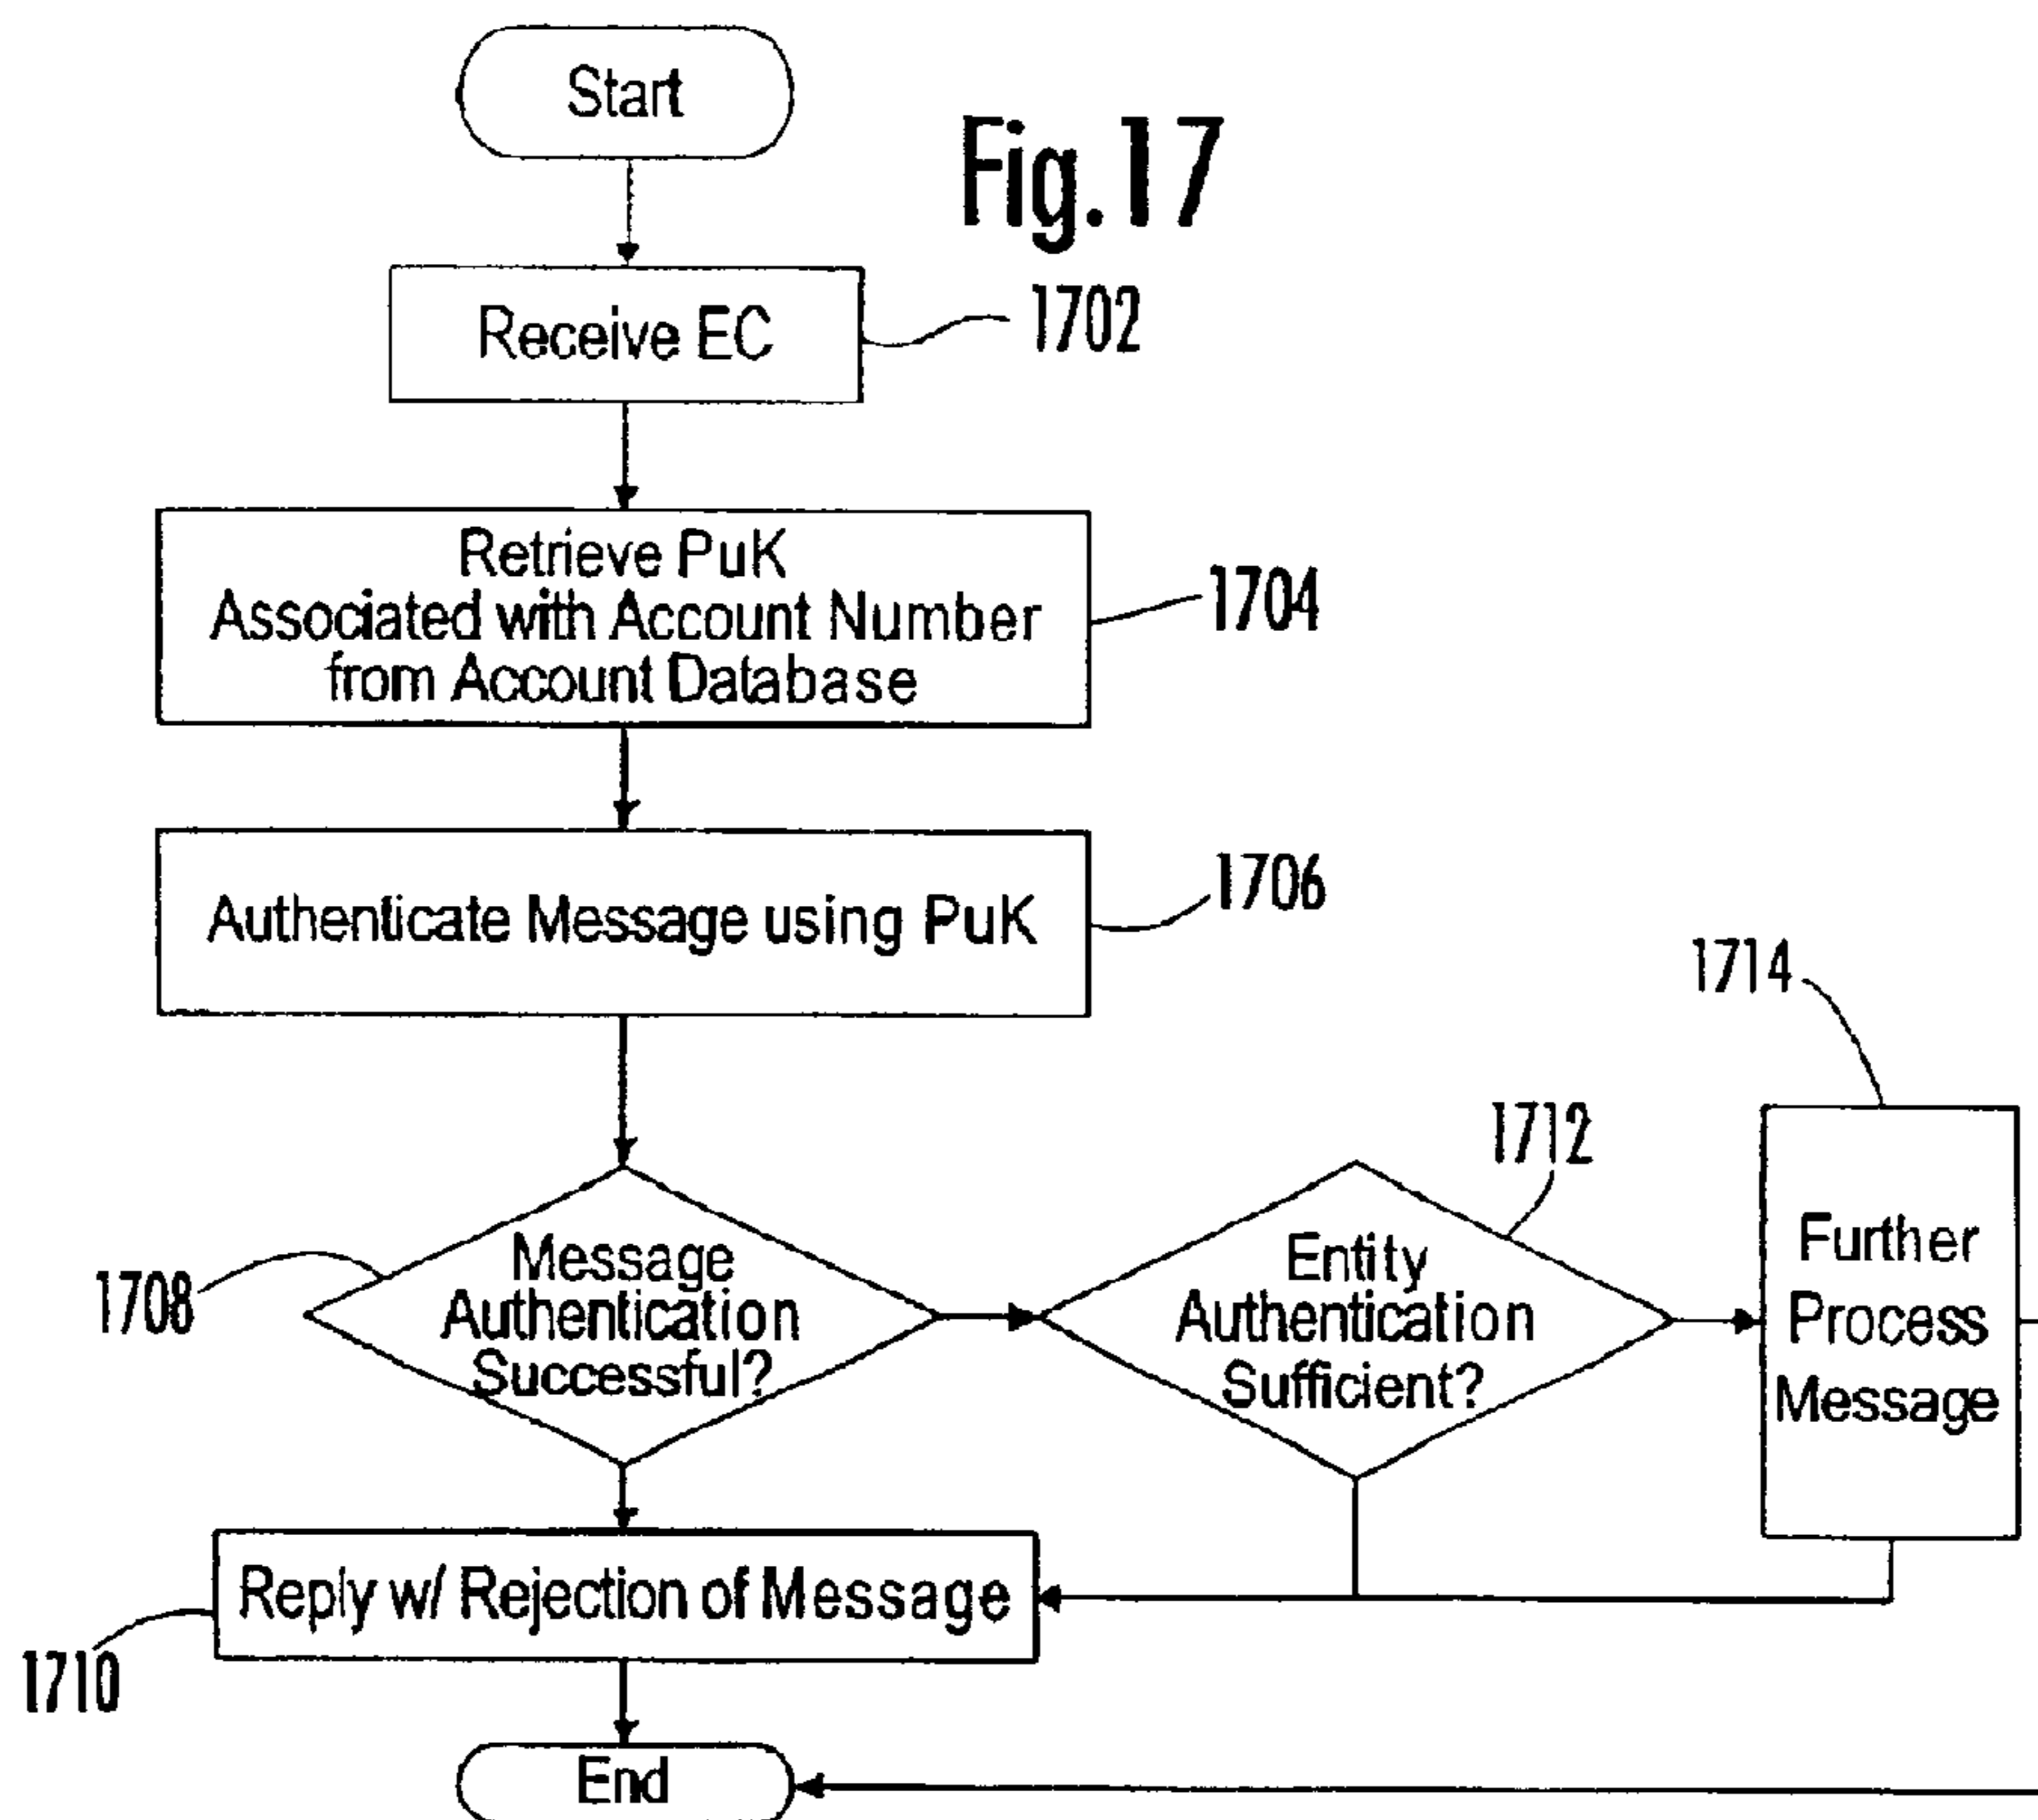 Start
Fig.17
Receive EC
1702
Retrieve PuK
Associated with Account Number
from Account Database
1704
Authenticate Message using PuK
1706
1714
1712
1708
Message
Authentication
Successful?
Entity
Authentication
Sufficient?
Further
Process
Message
Reply w/ Rejection of Message
1710
End